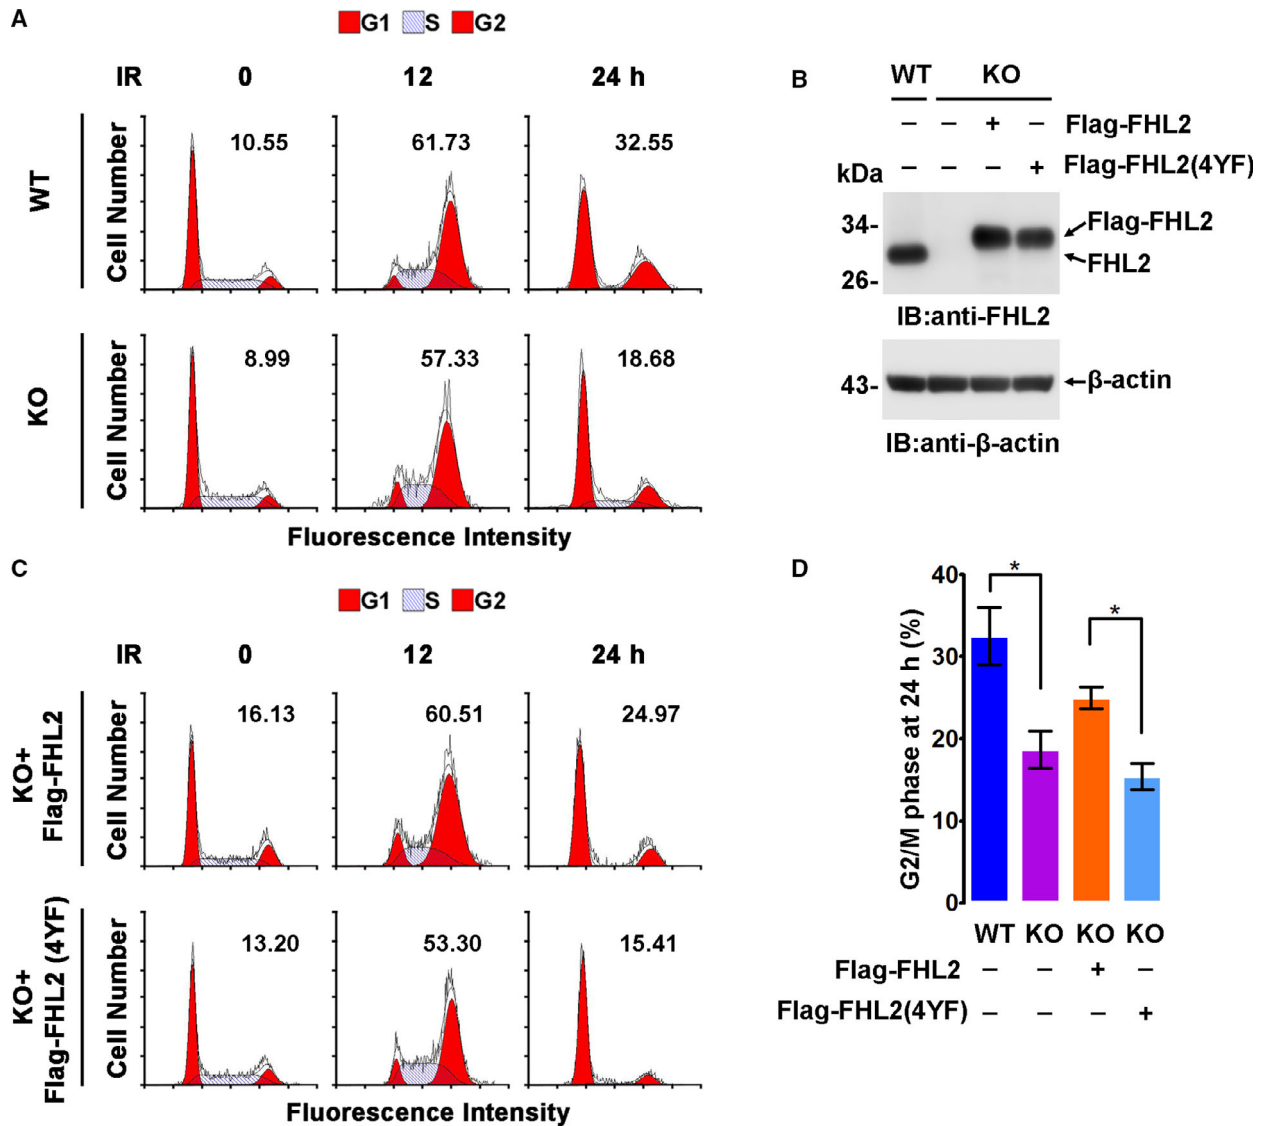 A
G1 S G2
IR 0 12 24 h
WT
Cell Number
10.55
61.73
32.55
KO
Cell Number
8.99
57.33
18.68
Fluorescence Intensity
B
WT KO
– – + – Flag-FHL2
– – – + Flag-FHL2(4YF)
kDa
34-
26-
Flag-FHL2
FHL2
IB:anti-FHL2
43-
β-actin
IB:anti-β-actin
C
G1 S G2
IR 0 12 24 h
KO+
Flag-FHL2
Cell Number
16.13
60.51
24.97
KO+
Flag-FHL2 (4YF)
Cell Number
13.20
53.30
15.41
Fluorescence Intensity
D
G2/M phase at 24 h (%)
40
30
20
10
0
*
*
WT KO KO KO
Flag-FHL2 – – + –
Flag-FHL2(4YF) – – – +